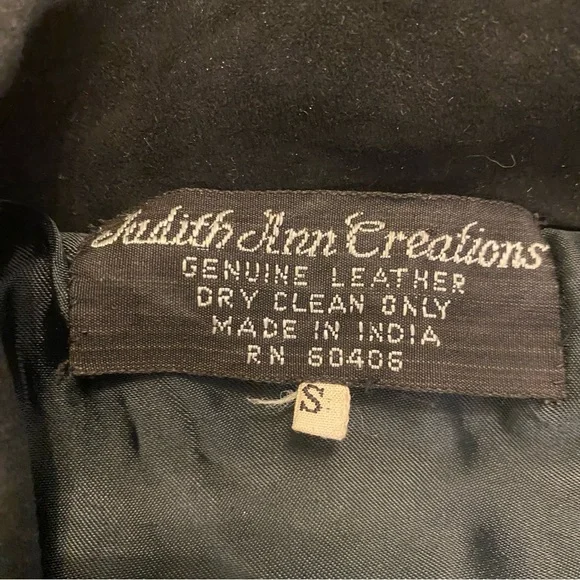 Judith Ann Creations
GENUINE LEATHER
DRY CLEAN ONLY
MADE IN INDIA
RN 60406
S